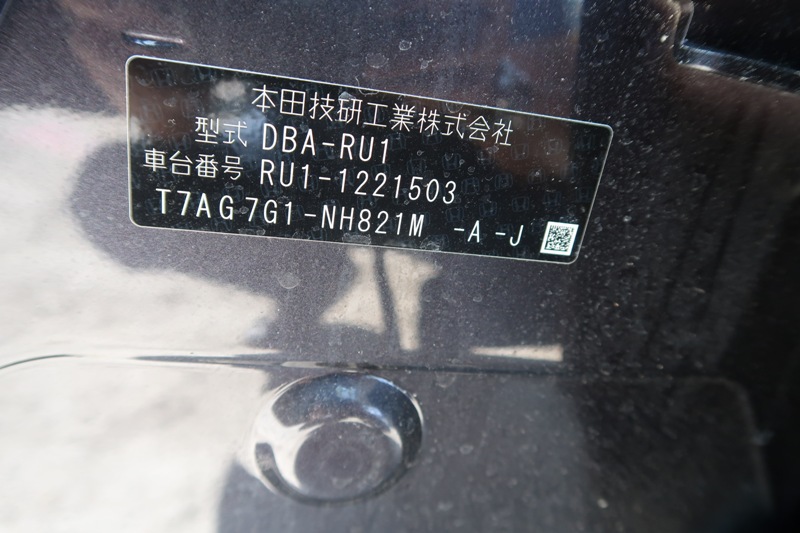 本田技研工業株式会社
型式 DBA-RU1
車台番号 RU1-1221503
T7AG7G1-NH821M -A-J